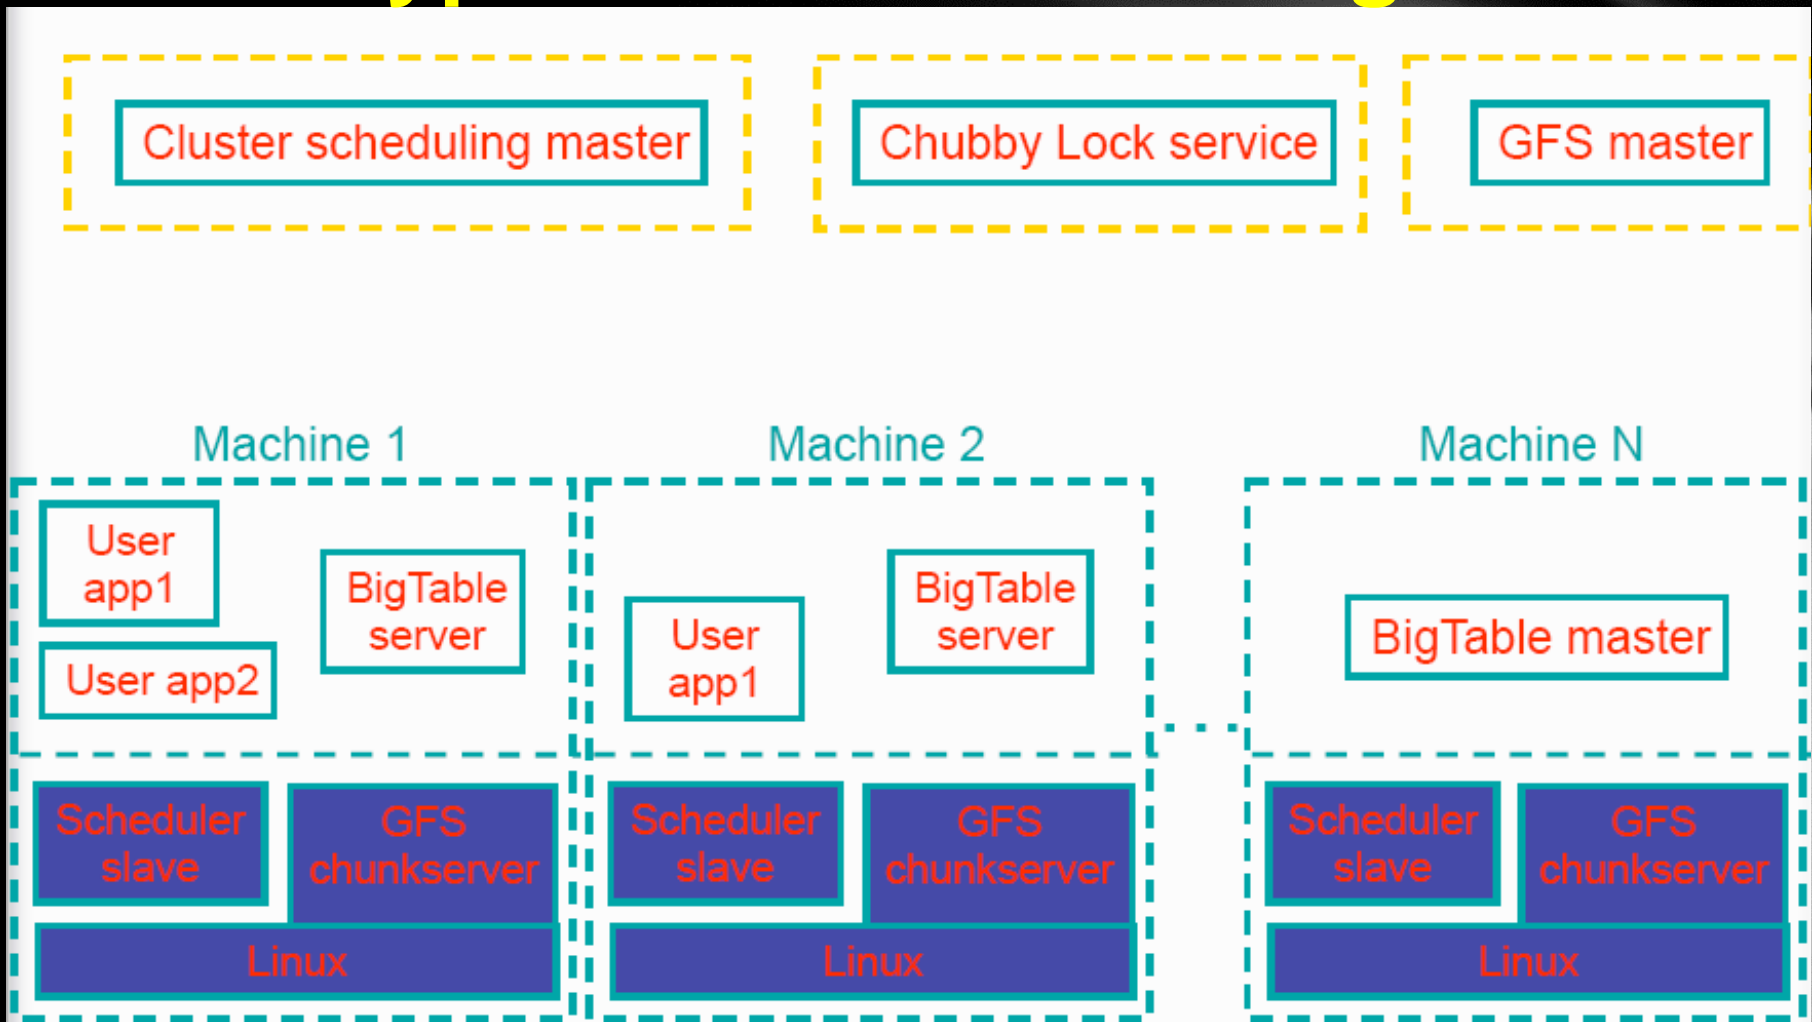 Cluster scheduling master
Chubby Lock service
GFS master
Machine 1
Machine 2
Machine N
User
app1
User app2
BigTable
server
User
app1
BigTable
server
BigTable master
Scheduler
slave
GFS
chunkserver
Linux
Scheduler
slave
GFS
chunkserver
Linux
Scheduler
slave
GFS
chunkserver
Linux